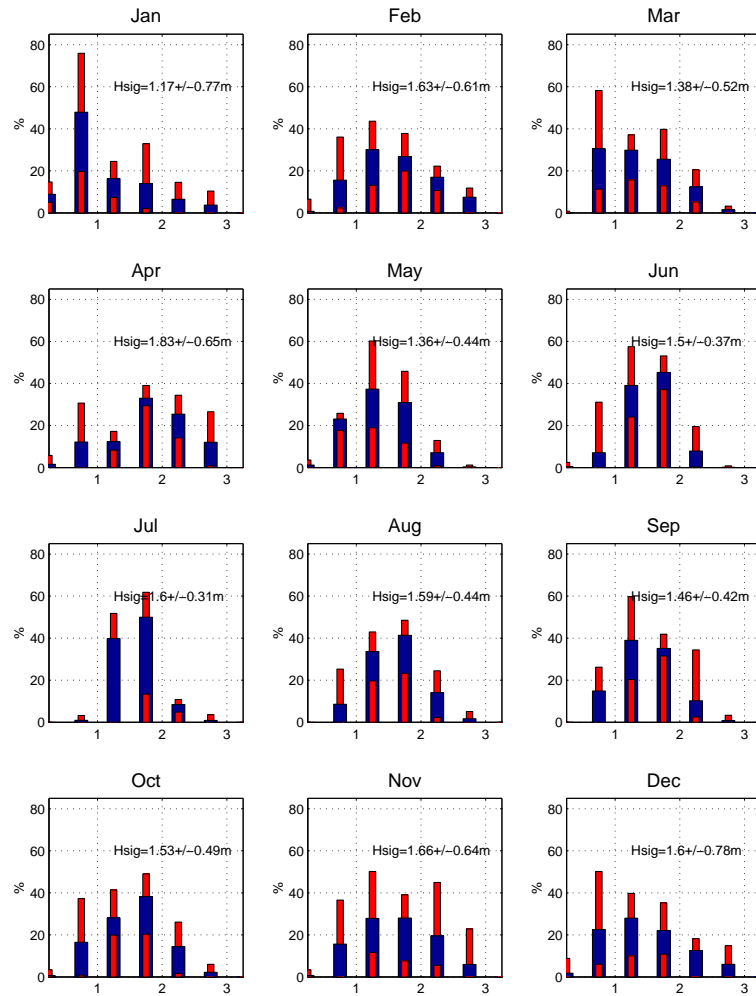 Jan Feb Mar
80
60
40
20
0
%
Hsig=1.17+/−0.77m
1 2 3
80
60
40
20
0
Hsig=1.63+/−0.61m
1 2 3
80
60
40
20
0
%
Hsig=1.38+/−0.52m
1 2 3
Apr May Jun
80
60
40
20
0
%
Hsig=1.83+/−0.65m
1 2 3
80
60
40
20
0
Hsig=1.36+/−0.44m
1 2 3
80
60
40
20
0
%
Hsig=1.5+/−0.37m
1 2 3
Jul Aug Sep
80
60
40
20
0
%
Hsig=1.6+/−0.31m
1 2 3
80
60
40
20
0
%
Hsig=1.59+/−0.44m
1 2 3
80
60
40
20
0
%
Hsig=1.46+/−0.42m
1 2 3
Oct Nov Dec
80
60
40
20
0
%
Hsig=1.53+/−0.49m
1 2 3
80
60
40
20
0
%
Hsig=1.66+/−0.64m
1 2 3
80
60
40
20
0
%
Hsig=1.6+/−0.78m
1 2 3